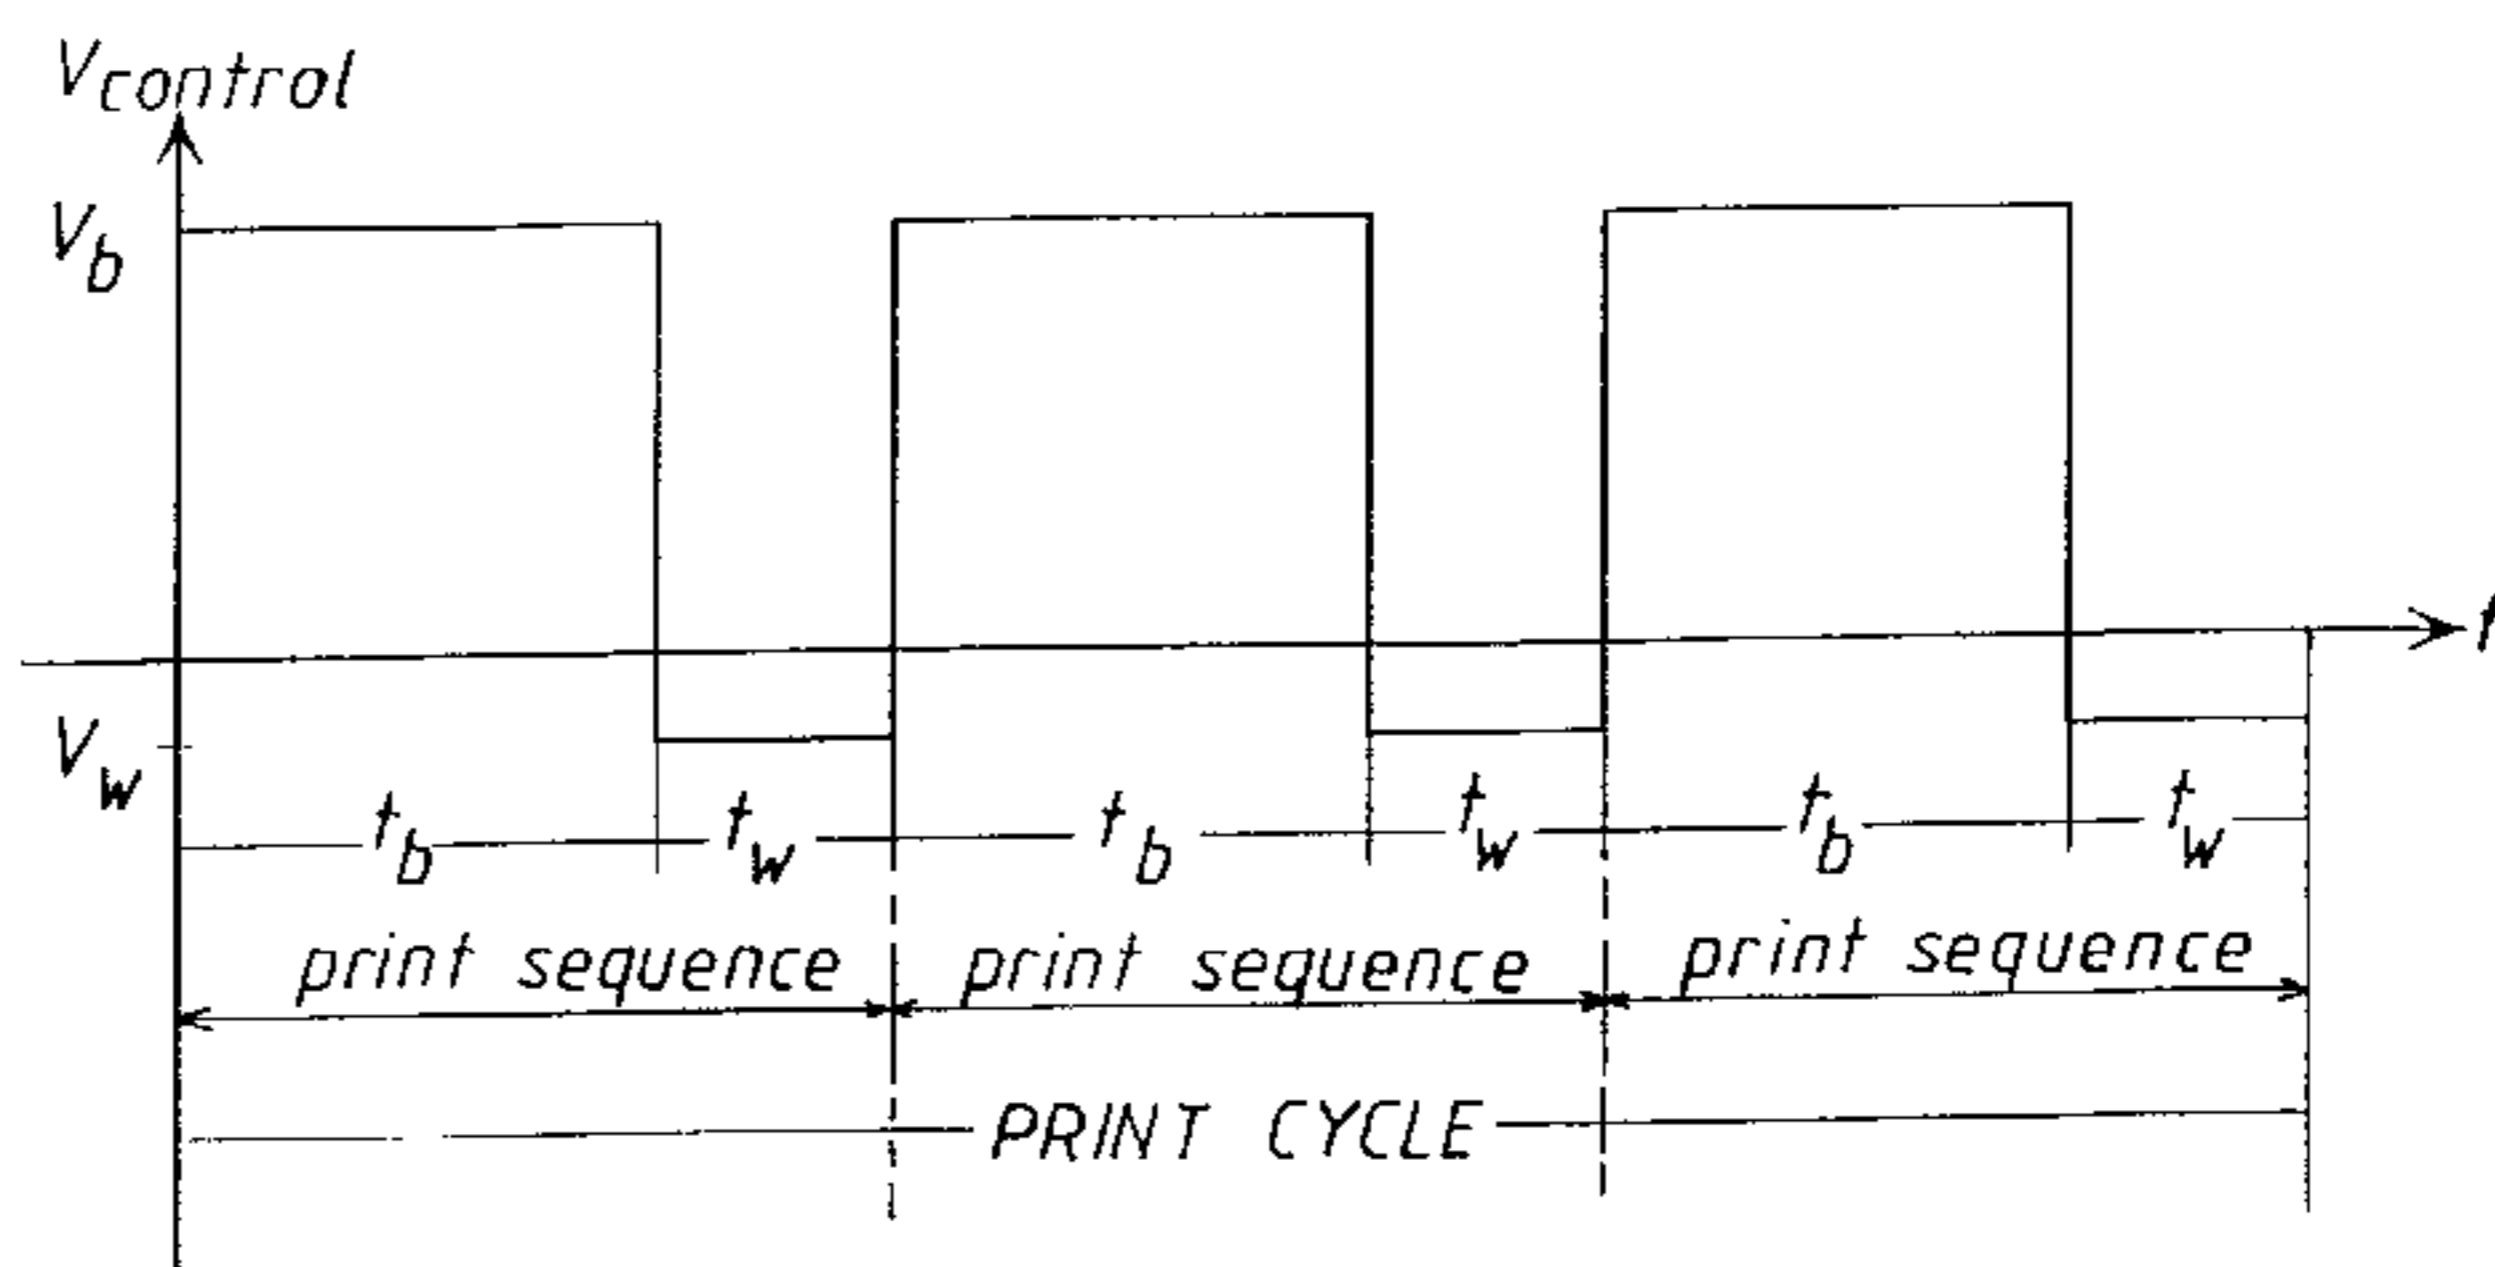 Vcontrol
Vb
t
Vw
tb tw tb tw tb tw
print sequence print sequence print sequence
PRINT CYCLE